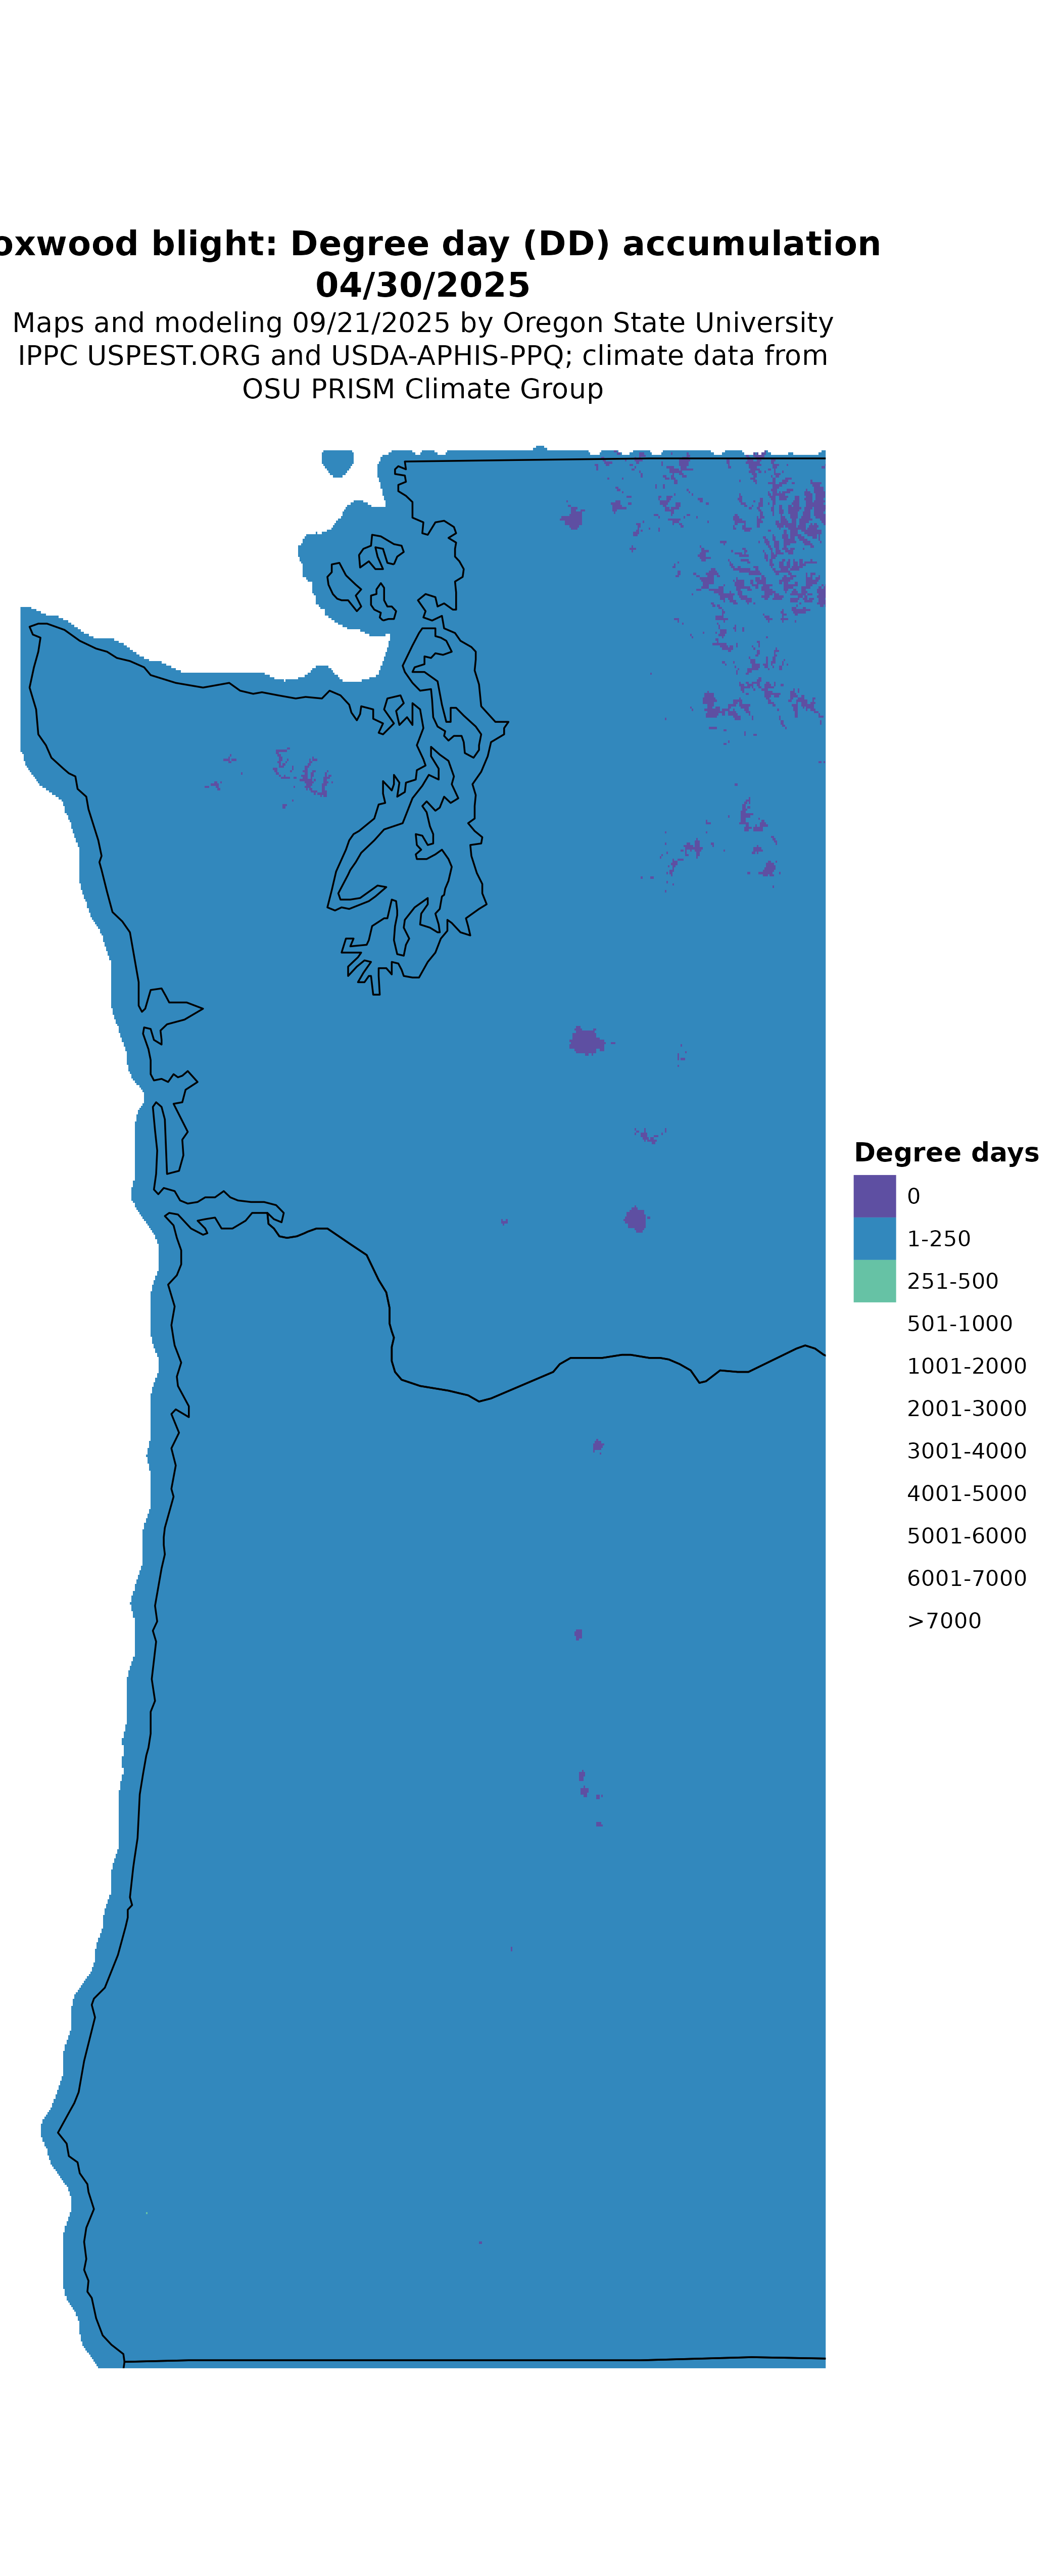 oxwood blight: Degree day (DD) accumulation
04/30/2025
Maps and modeling 09/21/2025 by Oregon State University
IPPC USPEST.ORG and USDA-APHIS-PPQ; climate data from
OSU PRISM Climate Group
Degree days
0
1-250
251-500
501-1000
1001-2000
2001-3000
3001-4000
4001-5000
5001-6000
6001-7000
>7000